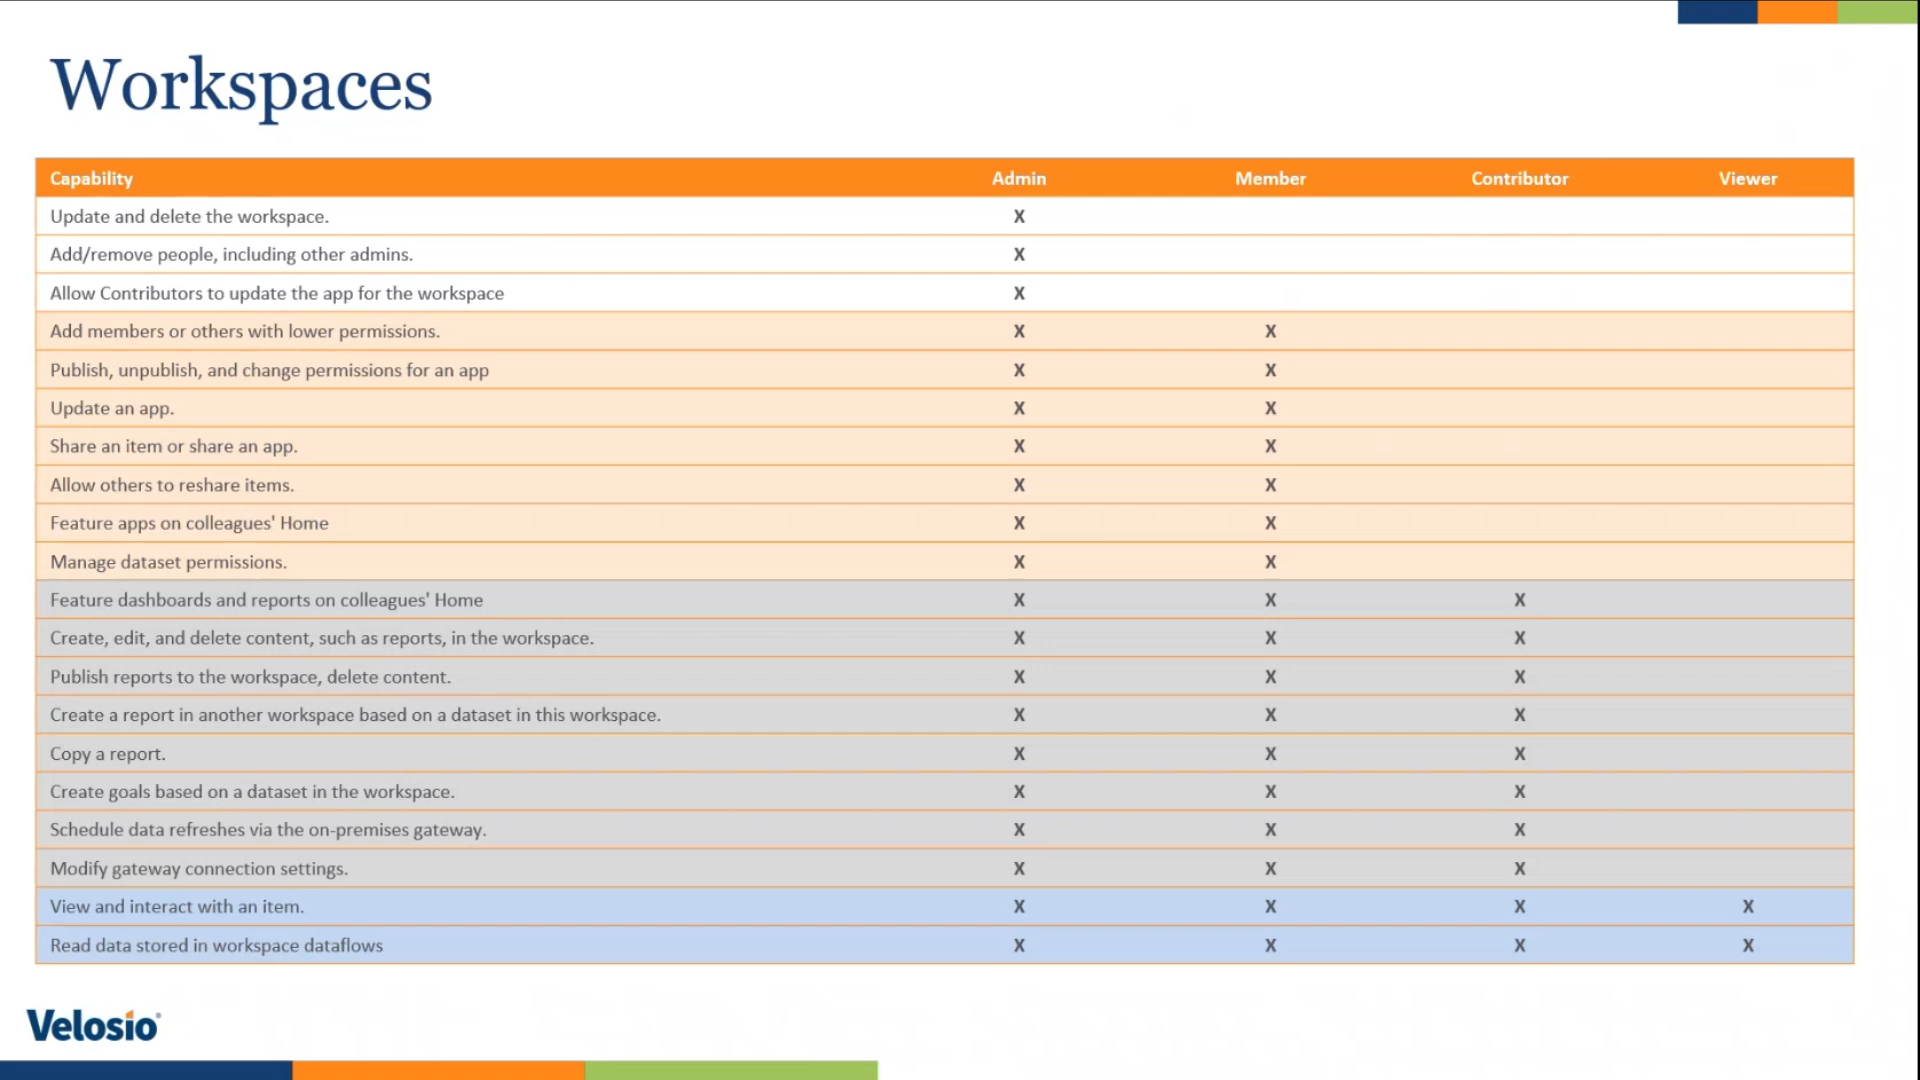 Workspaces
Capability Admin Member Contributor Viewer
Update and delete the workspace. X
Add/remove people, including other admins. X
Allow Contributors to update the app for the workspace X
Add members or others with lower permissions. X X
Publish, unpublish, and change permissions for an app X X
Update an app. X X
Share an item or share an app. X X
Allow others to reshare items. X X
Feature apps on colleagues' Home X X
Manage dataset permissions. X X
Feature dashboards and reports on colleagues' Home X X X
Create, edit, and delete content, such as reports, in the workspace. X X X
Publish reports to the workspace, delete content. X X X
Create a report in another workspace based on a dataset in this workspace. X X X
Copy a report. X X X
Create goals based on a dataset in the workspace. X X X
Schedule data refreshes via the on-premises gateway. X X X
Modify gateway connection settings. X X X
View and interact with an item. X X X X
Read data stored in workspace dataflows X X X X
Velosio